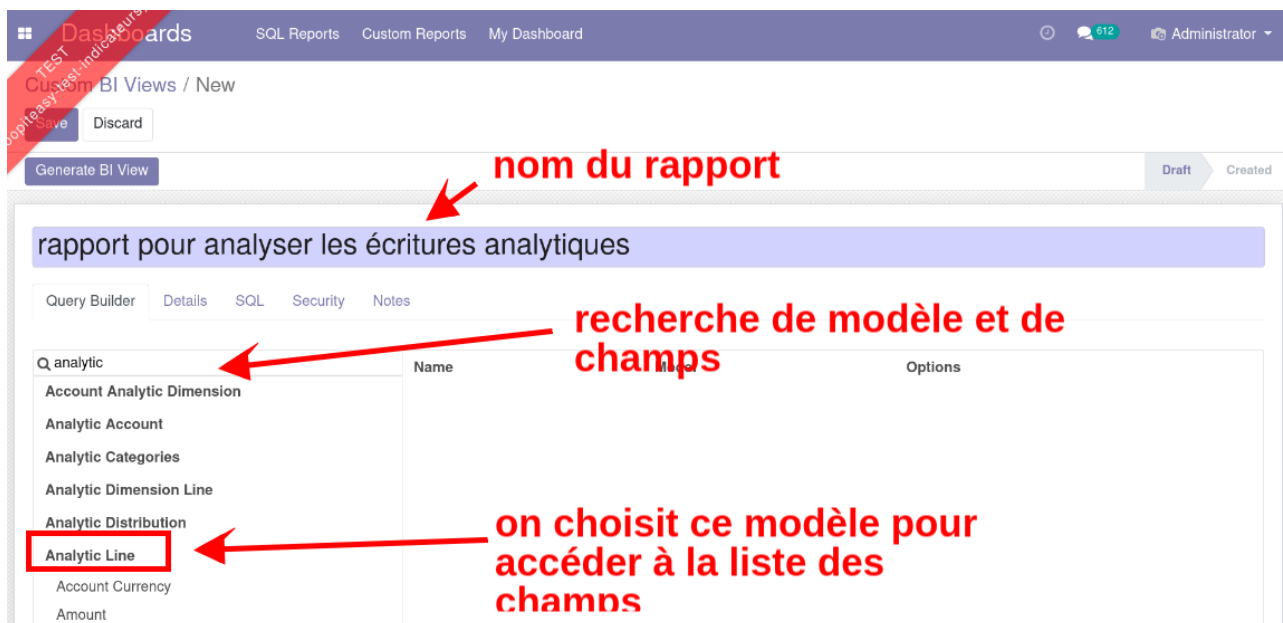 Dashboards SQL Reports Custom Reports My Dashboard 612 Administrator
TEST
Custom BI Views / New
Save Discard
Generate BI View
nom du rapport
Draft Created
rapport pour analyser les écritures analytiques
Query Builder Details SQL Security Notes
recherche de modèle et de
champs
analytic
Name Model Options
Account Analytic Dimension
Analytic Account
Analytic Categories
Analytic Dimension Line
Analytic Distribution
on choisit ce modèle pour
accéder à la liste des
champs
Analytic Line
Account Currency
Amount